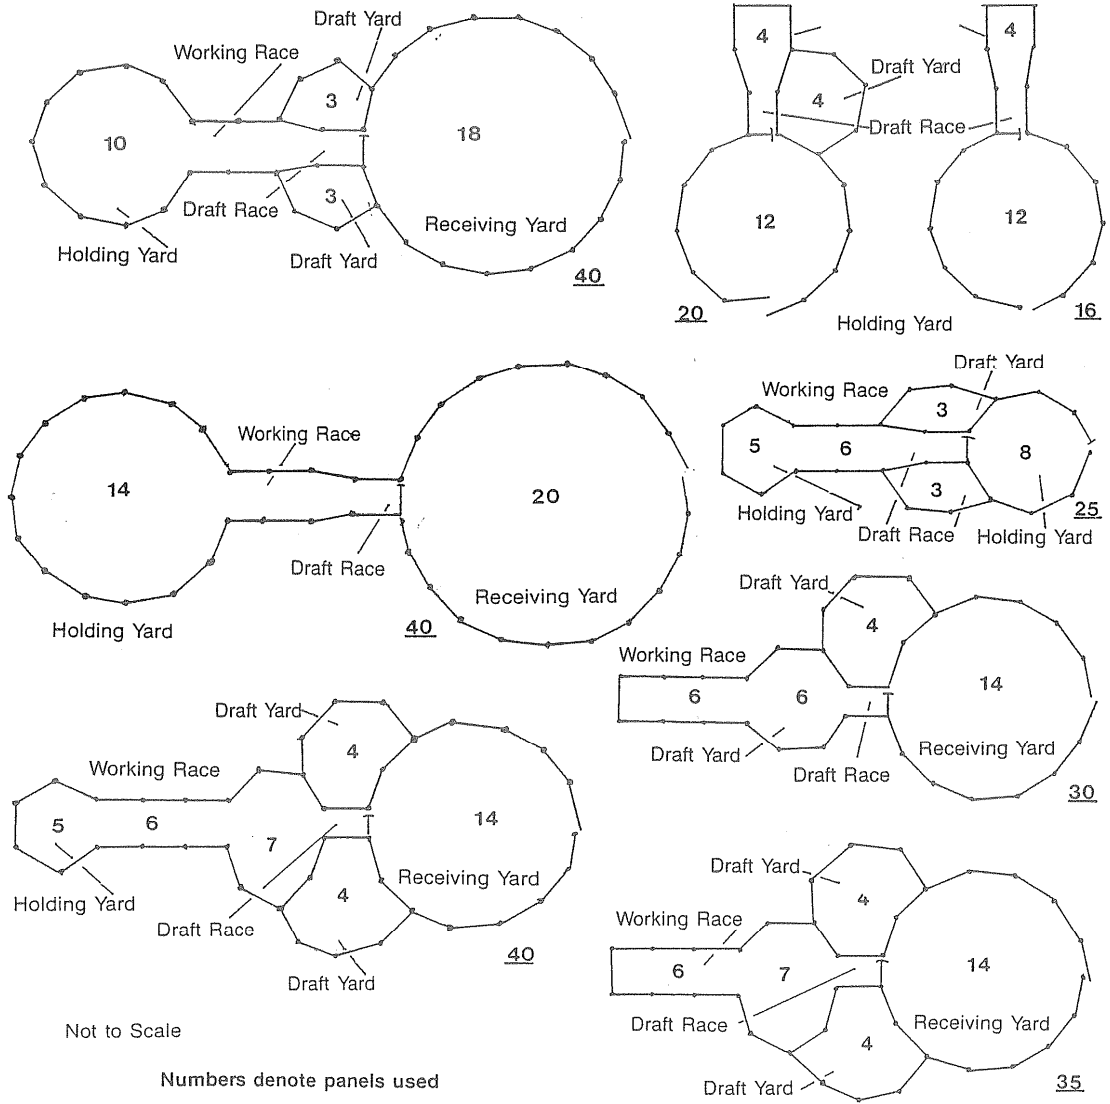 Draft Yard
Working Race
3
10
18
Draft Race
3
Receiving Yard
Holding Yard
Draft Yard
40
4
4
Draft Yard
4
Draft Race
12
12
20
16
Holding Yard
Working Race
14
20
Draft Race
Receiving Yard
Holding Yard
40
Draft Yard
Working Race
3
5
6
8
3
Holding Yard
25
Draft Race
Holding Yard
Draft Yard
4
Working Race
6
6
14
Draft Yard
Receiving Yard
Draft Race
30
Draft Yard
4
Working Race
5
6
7
14
Receiving Yard
4
Holding Yard
Draft Race
40
Draft Yard
Draft Yard
4
Working Race
6
7
14
Draft Race
Receiving Yard
4
Draft Yard
35
Not to Scale
Numbers denote panels used